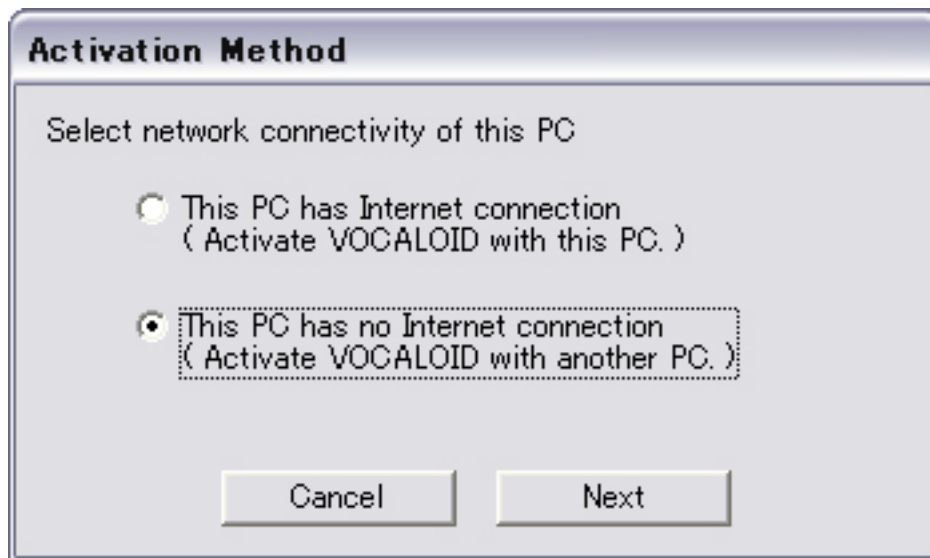 Activation Method
Select network connectivity of this PC
This PC has Internet connection
( Activate VOCALOID with this PC. )
This PC has no Internet connection
( Activate VOCALOID with another PC. )
Cancel
Next